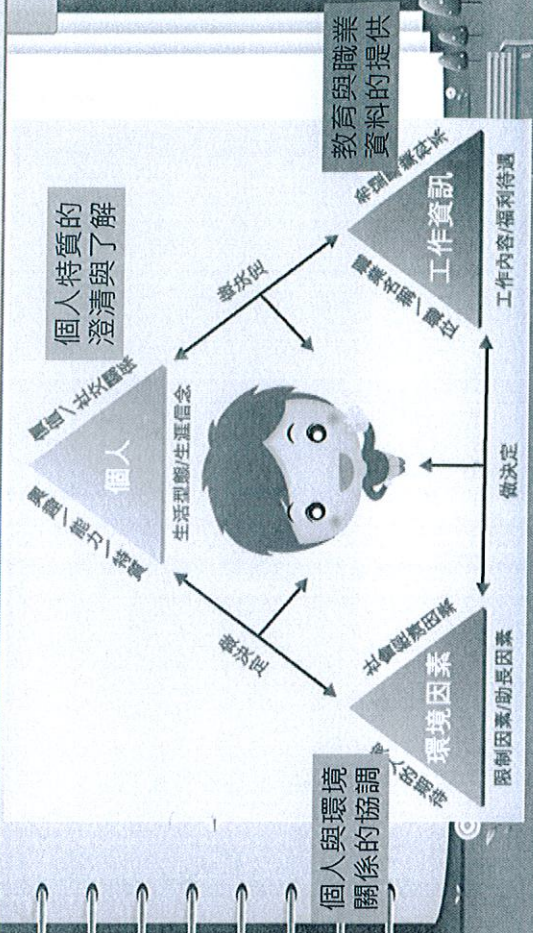 個人特質的
澄清與了解
個人
興趣/能力/特質
價值/社交關係
生活型態/生涯信念
做決定
做決定
個人與環境
關係的協調
環境因素
人的期待
社會經濟因素
限制因素/助長因素
做決定
教育與職業
資料的提供
工作資訊
職業名稱/職位
工作內容/福利待遇